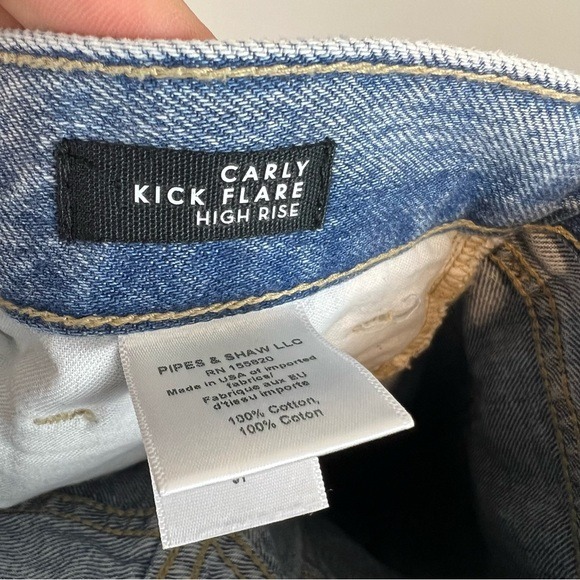 CARLY
KICK FLARE
HIGH RISE
PIPES & SHAW LLC
RN 155820
Made in USA of imported
fabrics/
Fabrique aux EU
d'tissu importe
100% Cotton,
100% Coton